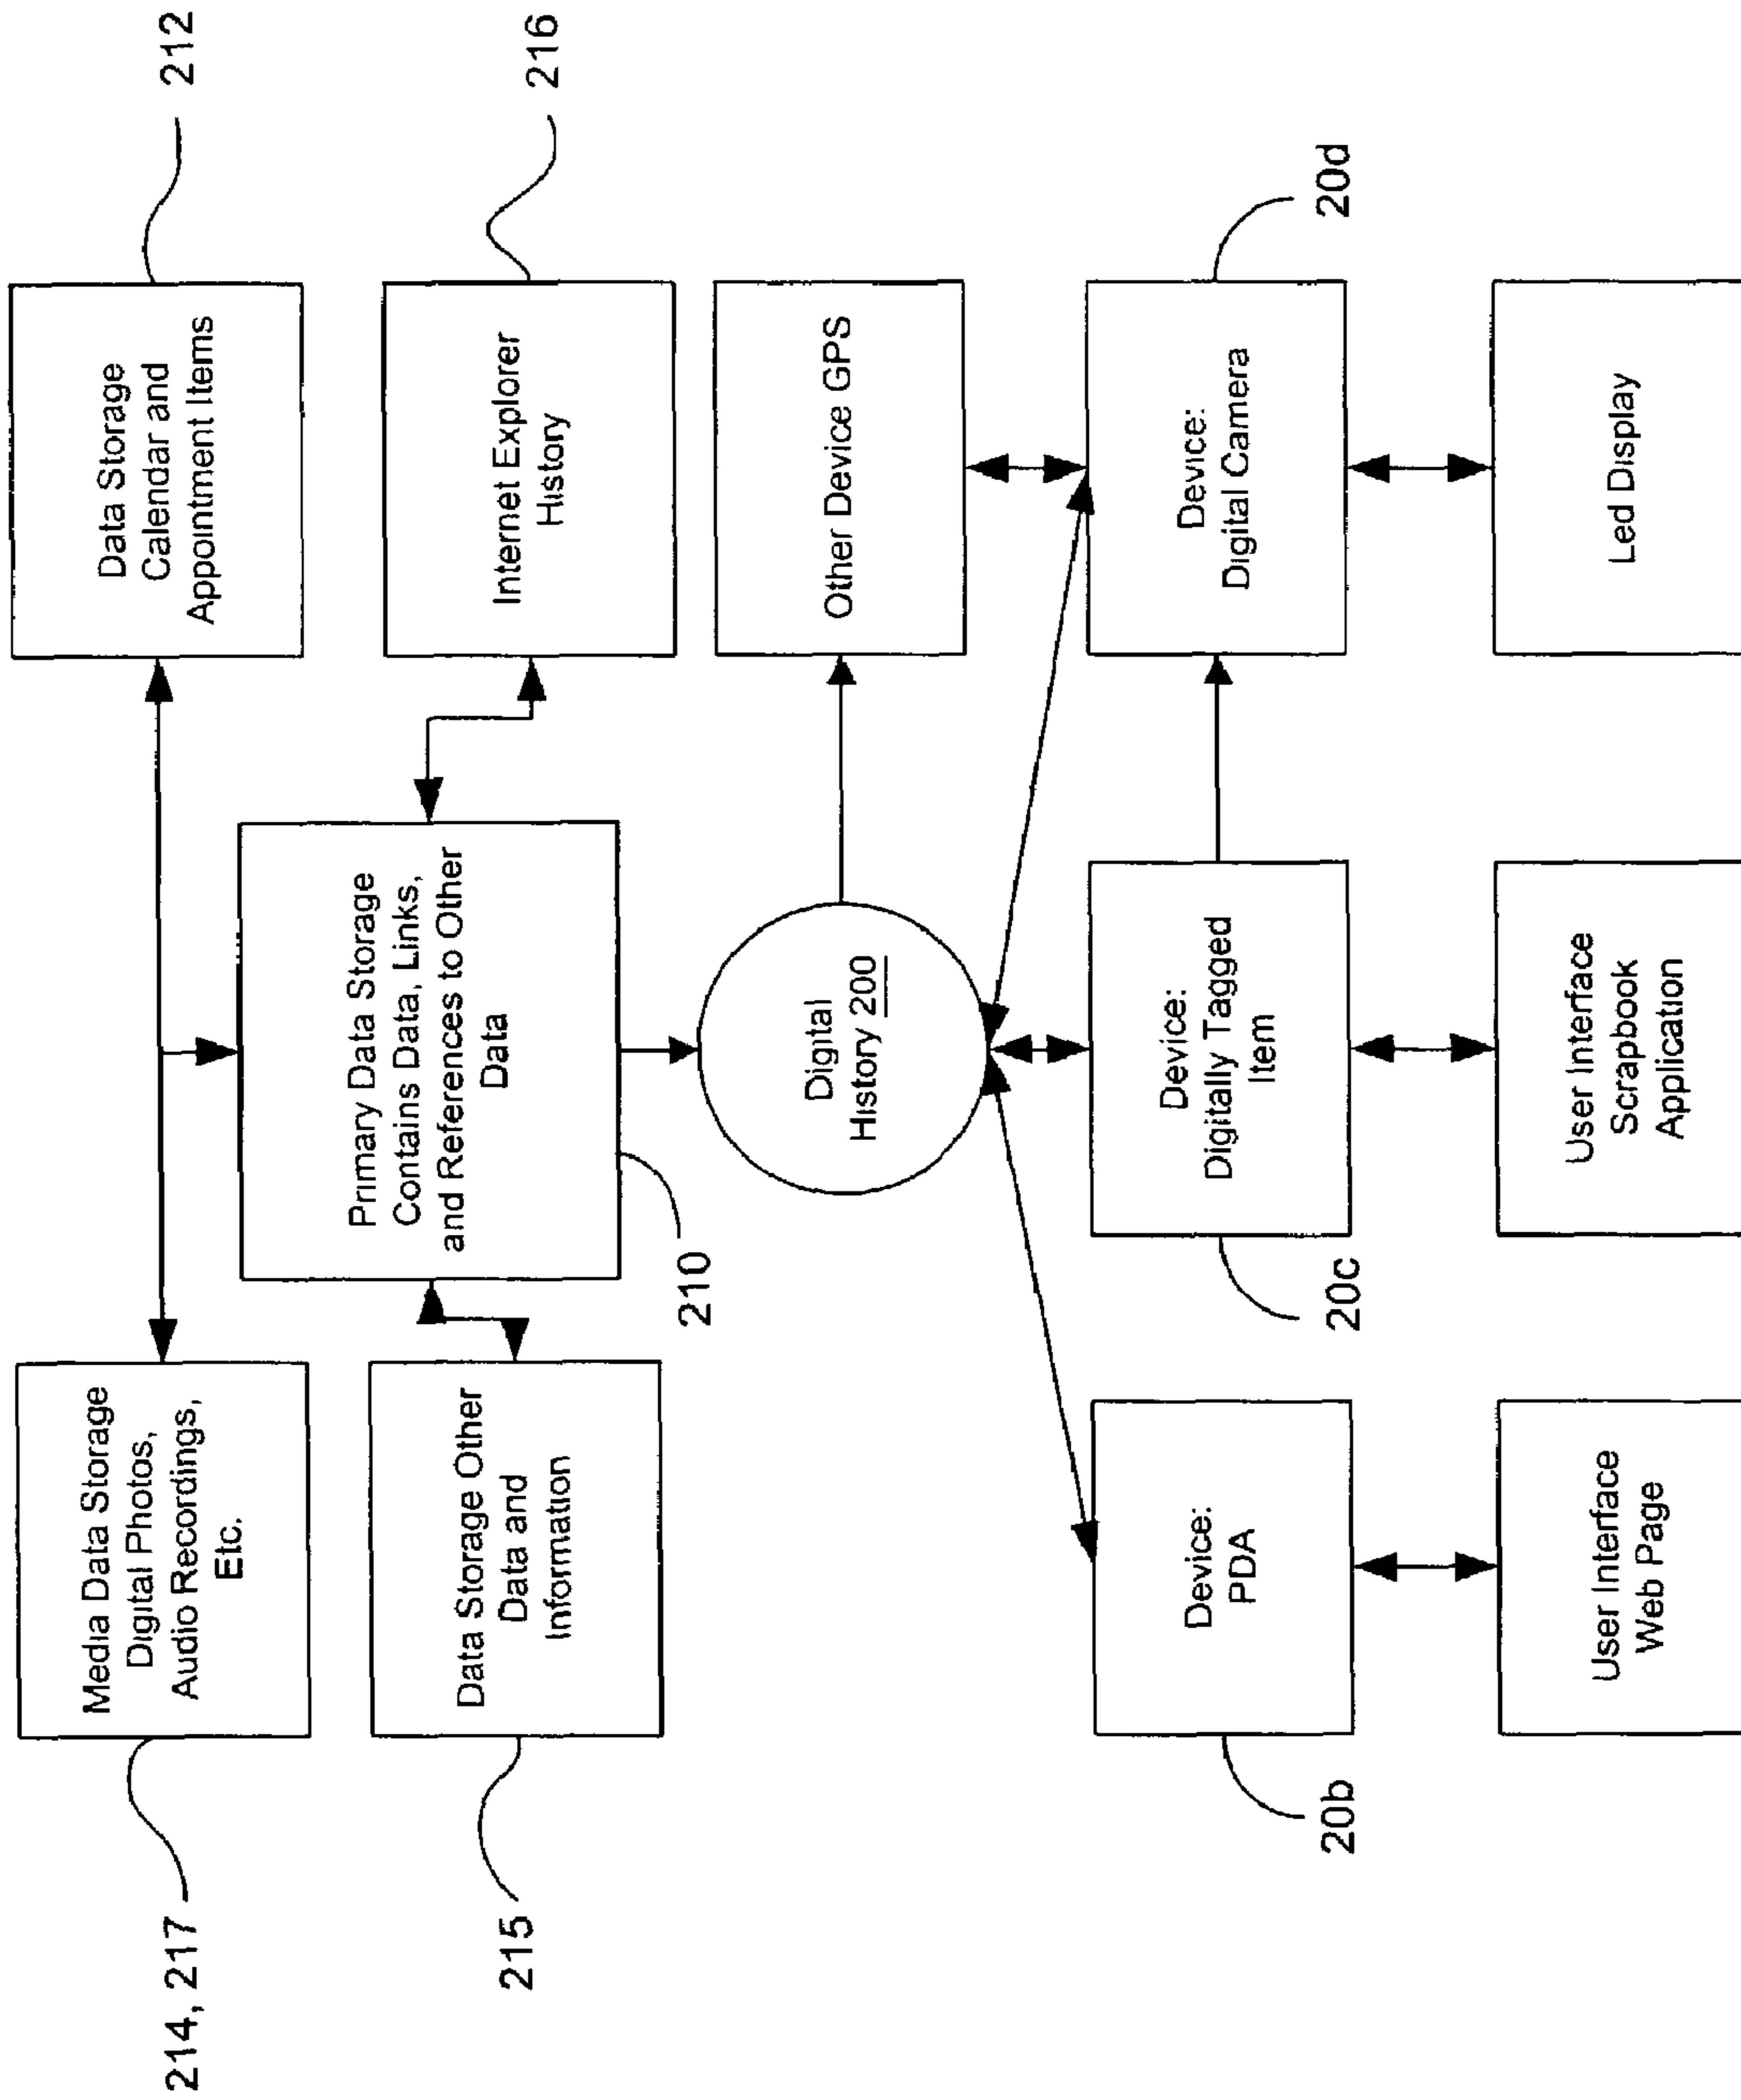 214, 217
Media Data Storage
Digital Photos,
Audio Recordings,
Etc.
Data Storage
Calendar and
Appointment Items
212
215
Data Storage Other
Data and
Information
Primary Data Storage
Contains Data, Links,
and References to Other
Data
210
Internet Explorer
History
216
Digital
History 200
Other Device GPS
20b
Device:
PDA
20c
Device:
Digitally Tagged
Item
Device:
Digital Camera
20d
User Interface
Web Page
User Interface
Scrapbook
Application
Led Display